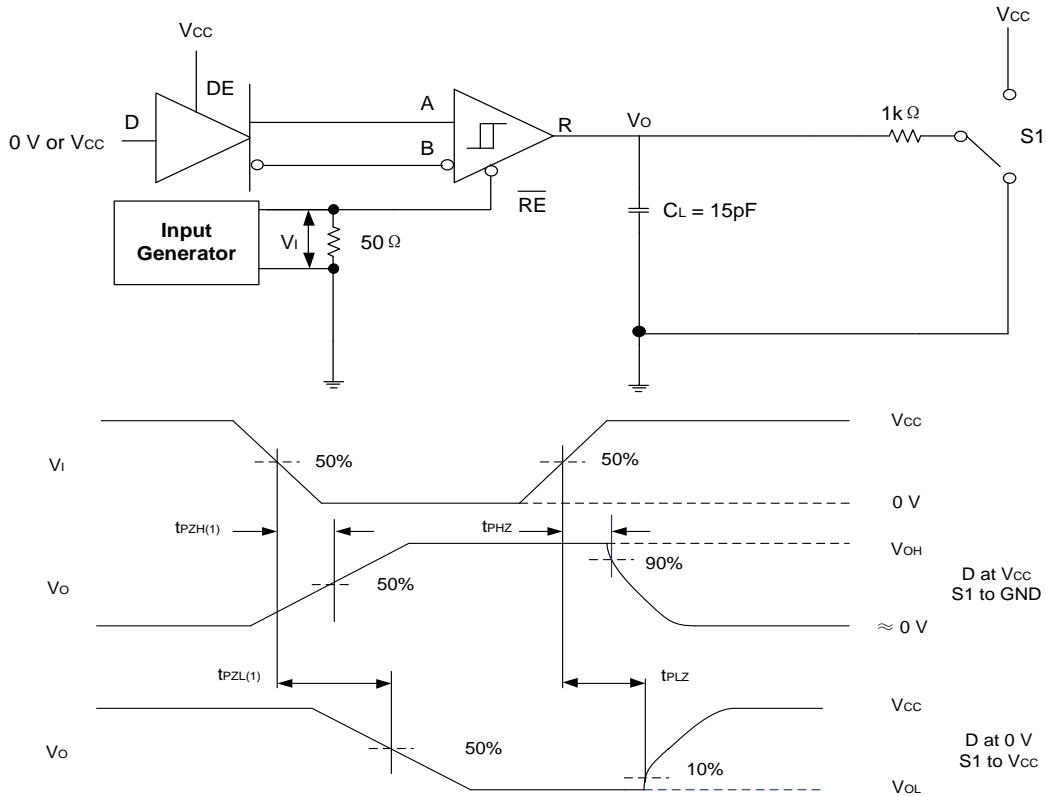 VCC
VCC
DE
D
A
1k Ω
R
VO
S1
0 V or VCC
B
RE
CL = 15pF
Input
Generator
VI
50 Ω
VCC
VI
50%
50%
0 V
tPZH(1)
tPHZ
VOH
90%
D at VCC
S1 to GND
VO
50%
≈ 0 V
tPZL(1)
tPLZ
VCC
VO
50%
D at 0 V
S1 to VCC
10%
VOL